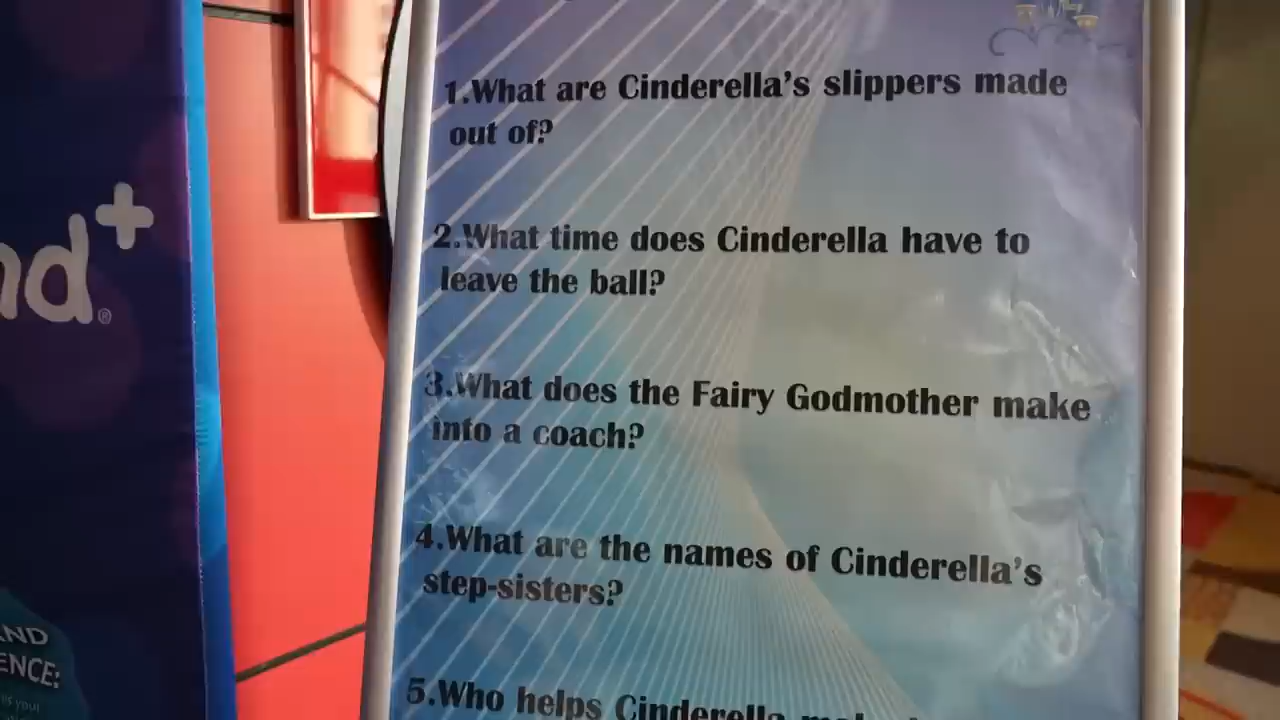 1.What are Cinderella's slippers made
out of?
2.What time does Cinderella have to
leave the ball?
3.What does the Fairy Godmother make
into a coach?
4.What are the names of Cinderella's
step-sisters?
5.Who helps Cinderella
nd+®
AND
ENCE: